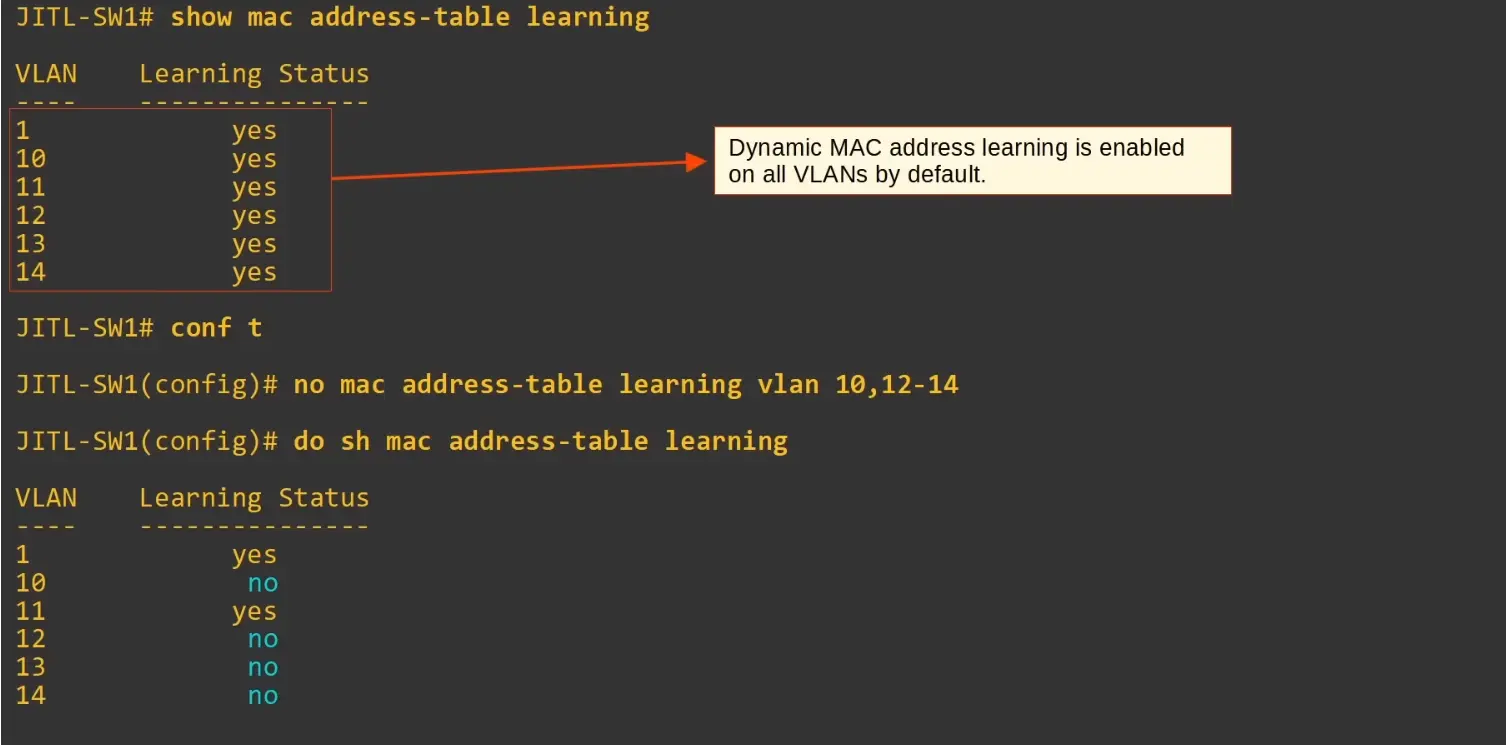 JITL-SW1# show mac address-table learning
VLAN    Learning Status
----    ---------------
1             yes
10            yes
11            yes
12            yes
13            yes
14            yes
Dynamic MAC address learning is enabled
on all VLANs by default.
JITL-SW1# conf t
JITL-SW1(config)# no mac address-table learning vlan 10,12-14
JITL-SW1(config)# do sh mac address-table learning
VLAN    Learning Status
----    ---------------
1             yes
10             no
11            yes
12             no
13             no
14             no